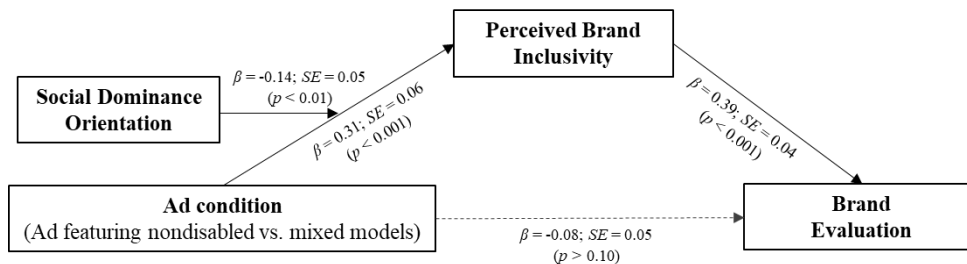 Perceived Brand
Inclusivity
β = -0.14; SE = 0.05
(p < 0.01)
Social Dominance
Orientation
β = 0.31; SE = 0.06
(p < 0.001)
β = 0.39; SE = 0.04
(p < 0.001)
Ad condition
(Ad featuring nondisabled vs. mixed models)
β = -0.08; SE = 0.05
(p > 0.10)
Brand
Evaluation